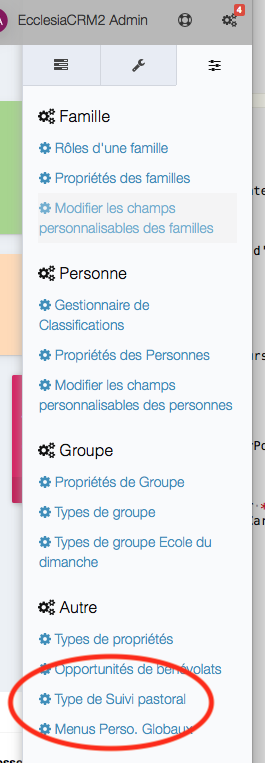 A EcclesiaCRM2 Admin 4
Famille
Rôles d'une famille
Propriétés des familles
Modifier les champs
personnalisables des familles
Personne
Gestionnaire de
Classifications
Propriétés des Personnes
Modifier les champs
personnalisables des personnes
Groupe
Propriétés de Groupe
Types de groupe
Types de groupe Ecole du
dimanche
Autre
Types de propriétés
Opportunités de bénévolats
Type de Suivi pastoral
Menus Perso. Globaux